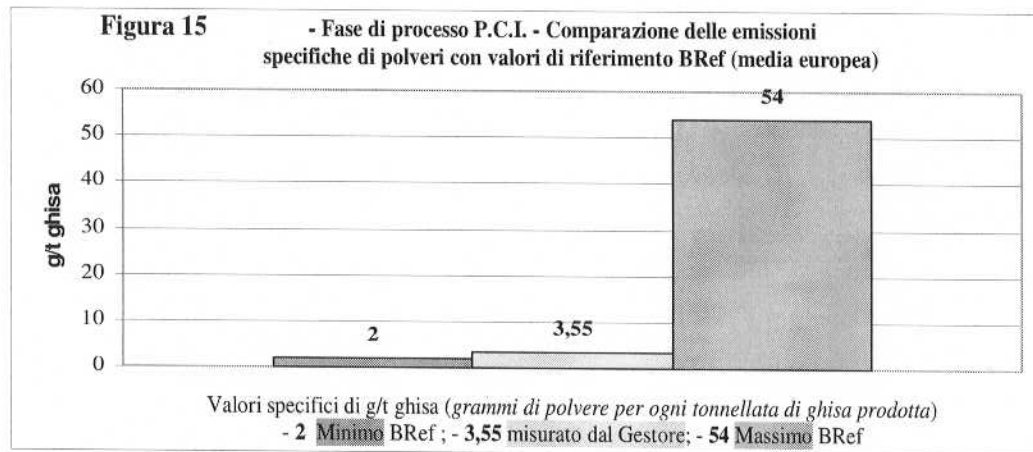 Figura 15
- Fase di processo P.C.I. - Comparazione delle emissioni
specifiche di polveri con valori di riferimento BRef (media europea)
60
50
40
30
20
10
0
g/t ghisa
2
3,55
54
Valori specifici di g/t ghisa (grammi di polvere per ogni tonnellata di ghisa prodotta)
- 2 Minimo BRef ; - 3,55 misurato dal Gestore; - 54 Massimo BRef